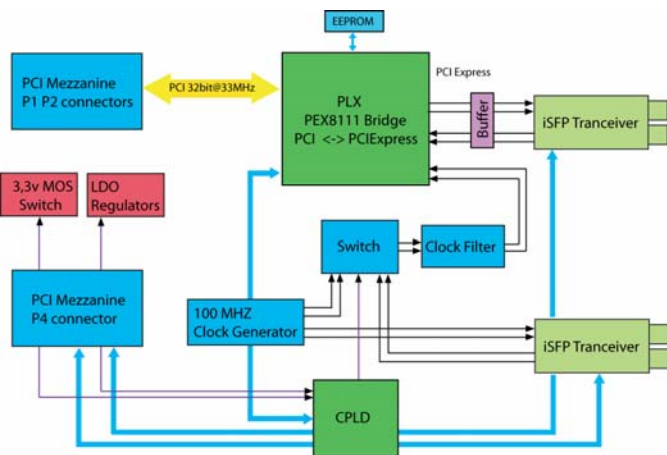 EEPROM
PCI Mezzanine
P1 P2 connectors
PCI 32bit@33MHz
PLX
PEX8111 Bridge
PCI <-> PCIExpress
PCI Express
Buffer
iSFP Tranceiver
3,3v MOS
Switch
LDO
Regulators
Switch
Clock Filter
PCI Mezzanine
P4 connector
100 MHZ
Clock Generator
iSFP Tranceiver
CPLD